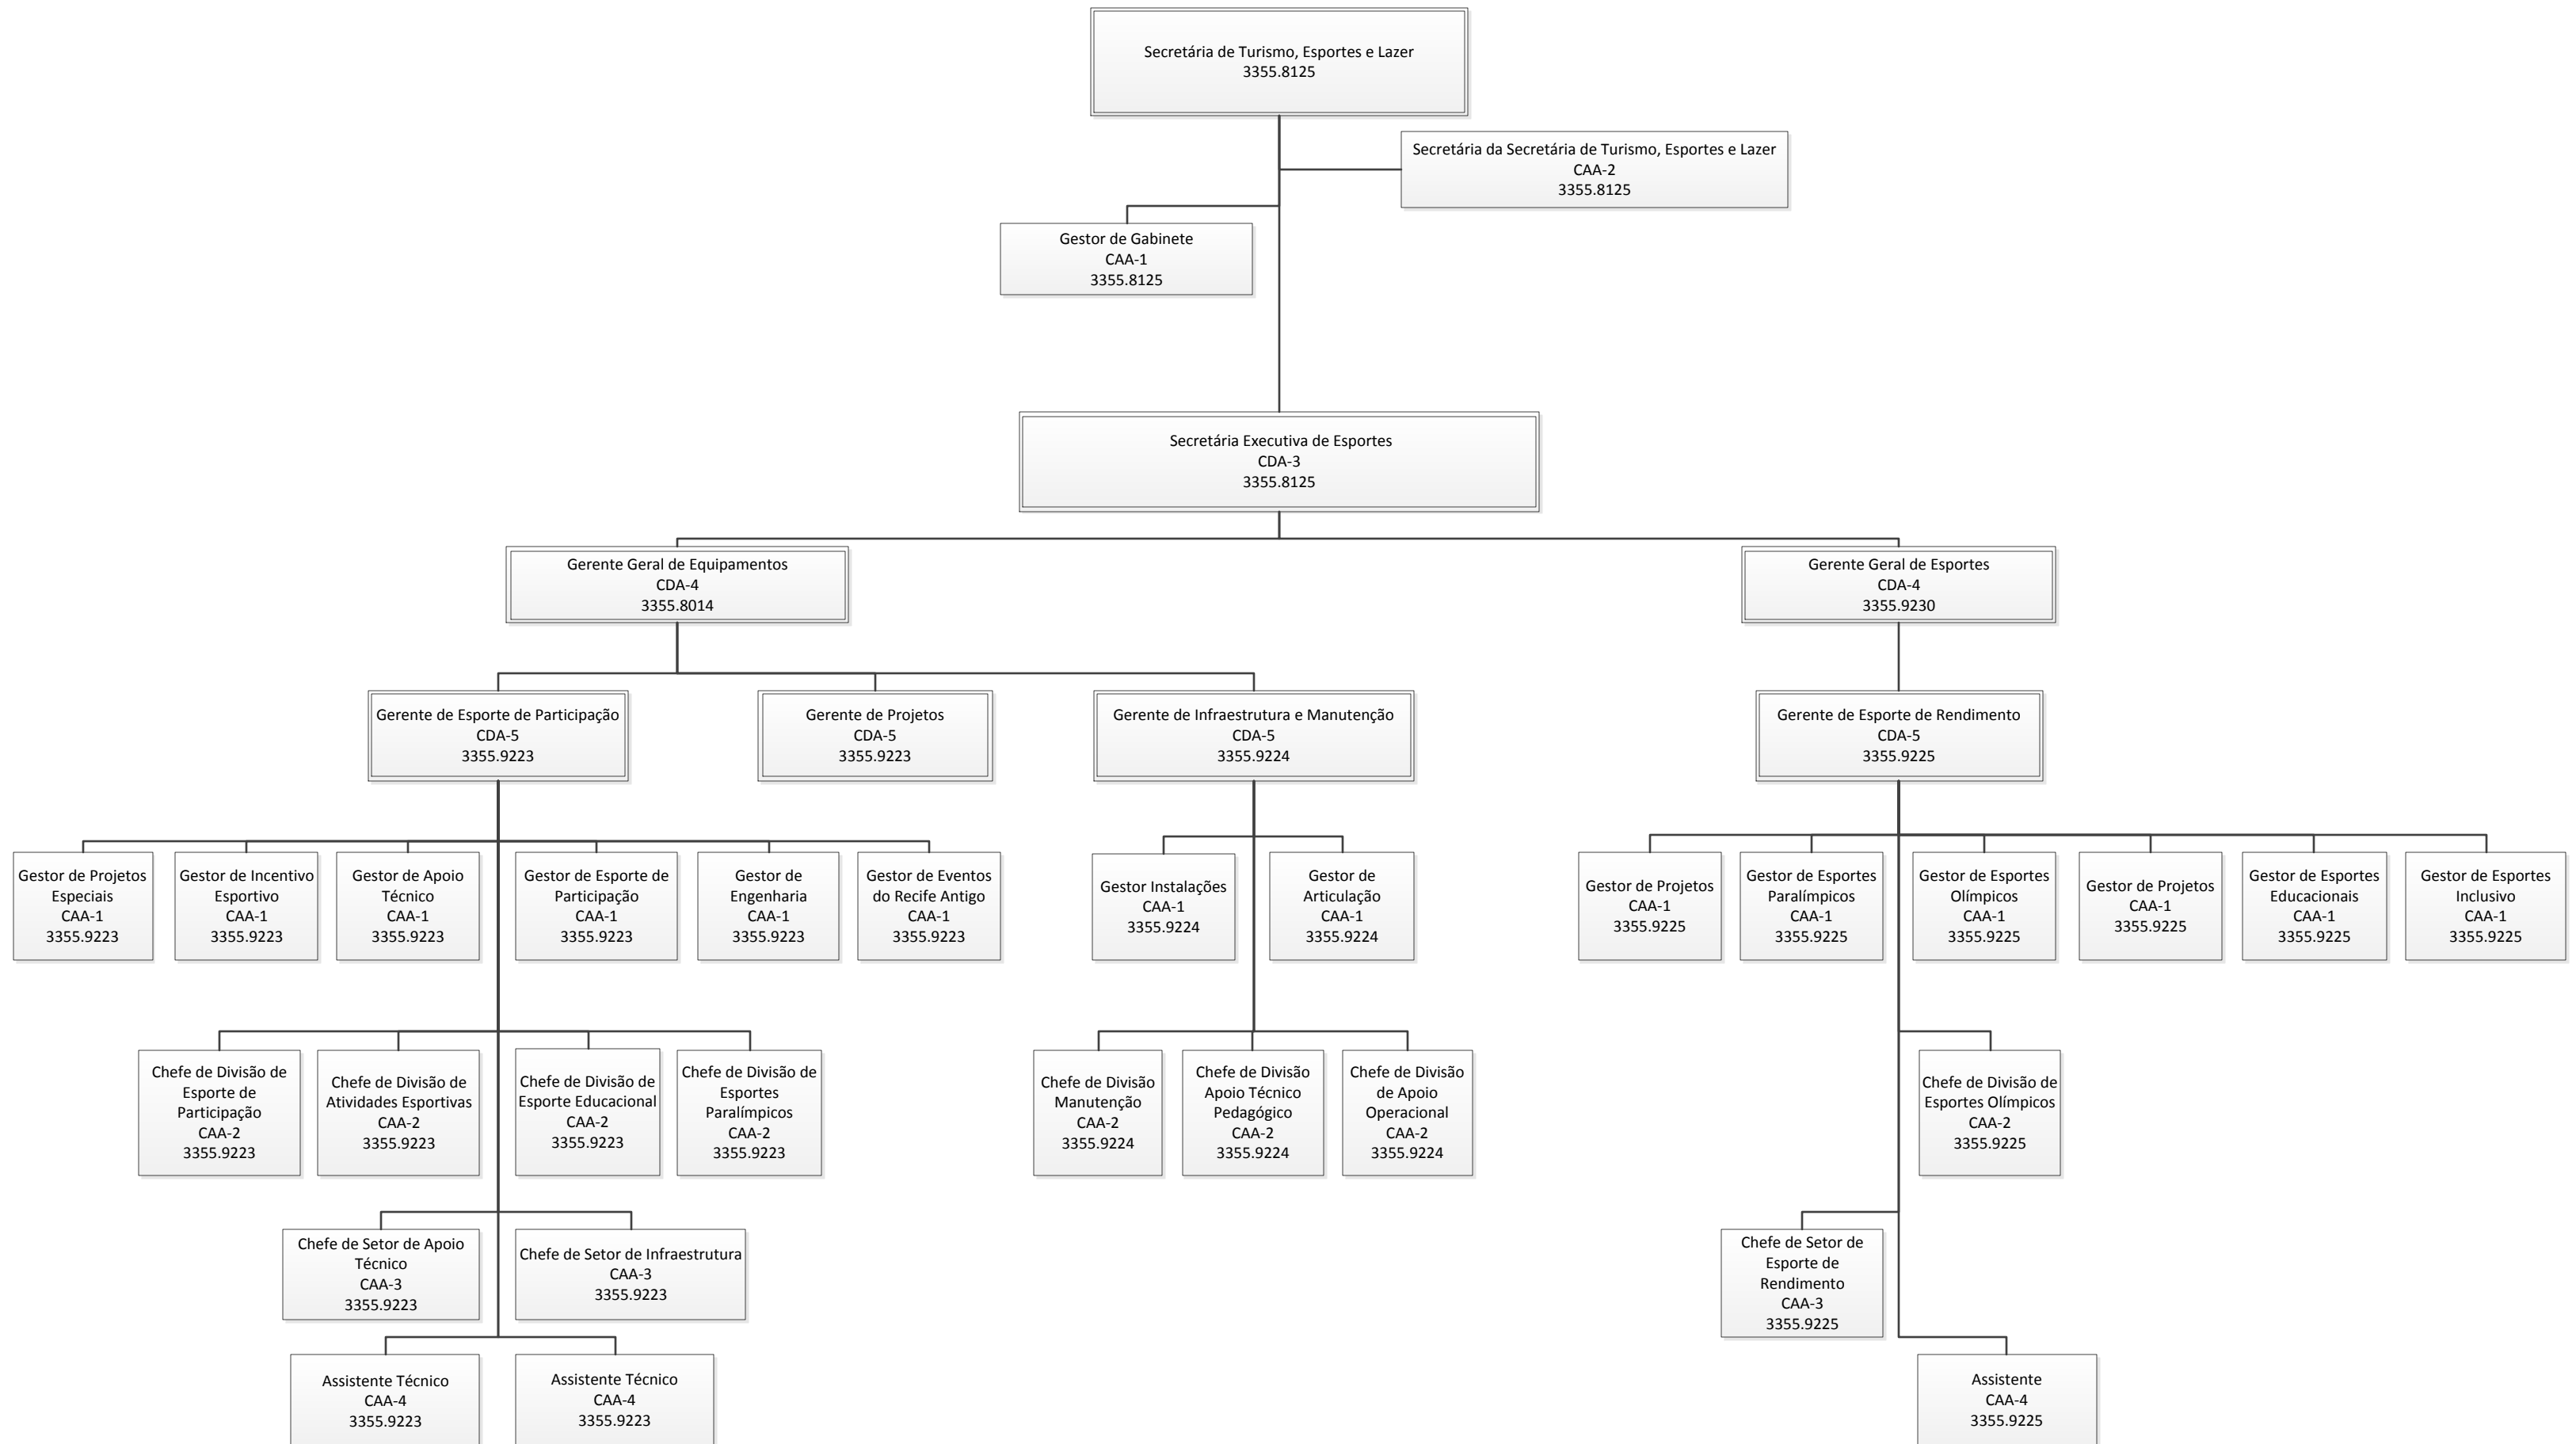 Secretária de Turismo, Esportes e Lazer
3355.8125
Secretária da Secretária de Turismo, Esportes e Lazer
CAA-2
3355.8125
Gestor de Gabinete
CAA-1
3355.8125
Secretária Executiva de Esportes
CDA-3
3355.8125
Gerente Geral de Equipamentos
CDA-4
3355.8014
Gerente Geral de Esportes
CDA-4
3355.9230
Gerente de Esporte de Participação
CDA-5
3355.9223
Gerente de Projetos
CDA-5
3355.9223
Gerente de Infraestrutura e Manutenção
CDA-5
3355.9224
Gerente de Esporte de Rendimento
CDA-5
3355.9225
Gestor de Projetos
Especiais
CAA-1
3355.9223
Gestor de Incentivo
Esportivo
CAA-1
3355.9223
Gestor de Apoio
Técnico
CAA-1
3355.9223
Gestor de Esporte de
Participação
CAA-1
3355.9223
Gestor de
Engenharia
CAA-1
3355.9223
Gestor de Eventos
do Recife Antigo
CAA-1
3355.9223
Gestor Instalações
CAA-1
3355.9224
Gestor de
Articulação
CAA-1
3355.9224
Gestor de Projetos
CAA-1
3355.9225
Gestor de Esportes
Paralímpicos
CAA-1
3355.9225
Gestor de Esportes
Olímpicos
CAA-1
3355.9225
Gestor de Projetos
CAA-1
3355.9225
Gestor de Esportes
Educacionais
CAA-1
3355.9225
Gestor de Esportes
Inclusivo
CAA-1
3355.9225
Chefe de Divisão de
Esporte de
Participação
CAA-2
3355.9223
Chefe de Divisão de
Atividades Esportivas
CAA-2
3355.9223
Chefe de Divisão de
Esporte Educacional
CAA-2
3355.9223
Chefe de Divisão de
Esportes
Paralímpicos
CAA-2
3355.9223
Chefe de Divisão
Manutenção
CAA-2
3355.9224
Chefe de Divisão
Apoio Técnico
Pedagógico
CAA-2
3355.9224
Chefe de Divisão
de Apoio
Operacional
CAA-2
3355.9224
Chefe de Divisão de
Esportes Olímpicos
CAA-2
3355.9225
Chefe de Setor de Apoio
Técnico
CAA-3
3355.9223
Chefe de Setor de Infraestrutura
CAA-3
3355.9223
Chefe de Setor de
Esporte de
Rendimento
CAA-3
3355.9225
Assistente Técnico
CAA-4
3355.9223
Assistente Técnico
CAA-4
3355.9223
Assistente
CAA-4
3355.9225